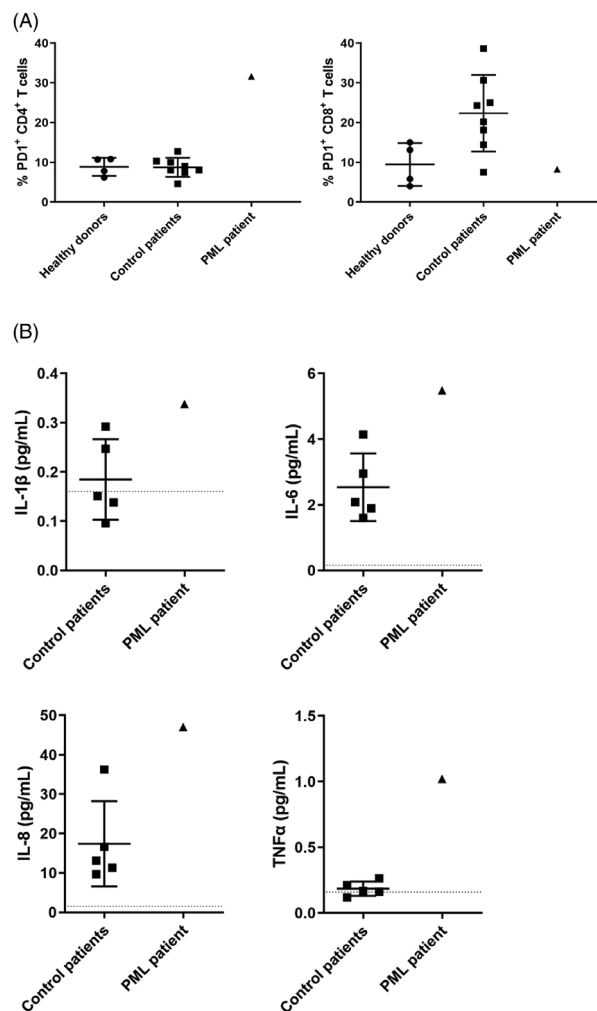 (A)
% PD1+ CD4+ T cells
40
30
20
10
0
Healthy donors
Control patients
PML patient
% PD1+ CD8+ T cells
40
30
20
10
0
Healthy donors
Control patients
PML patient
(B)
IL-1β (pg/mL)
0.4
0.3
0.2
0.1
0.0
Control patients
PML patient
IL-6 (pg/mL)
6
4
2
0
Control patients
PML patient
IL-8 (pg/mL)
50
40
30
20
10
0
Control patients
PML patient
TNFα (pg/mL)
1.5
1.0
0.5
0.0
Control patients
PML patient